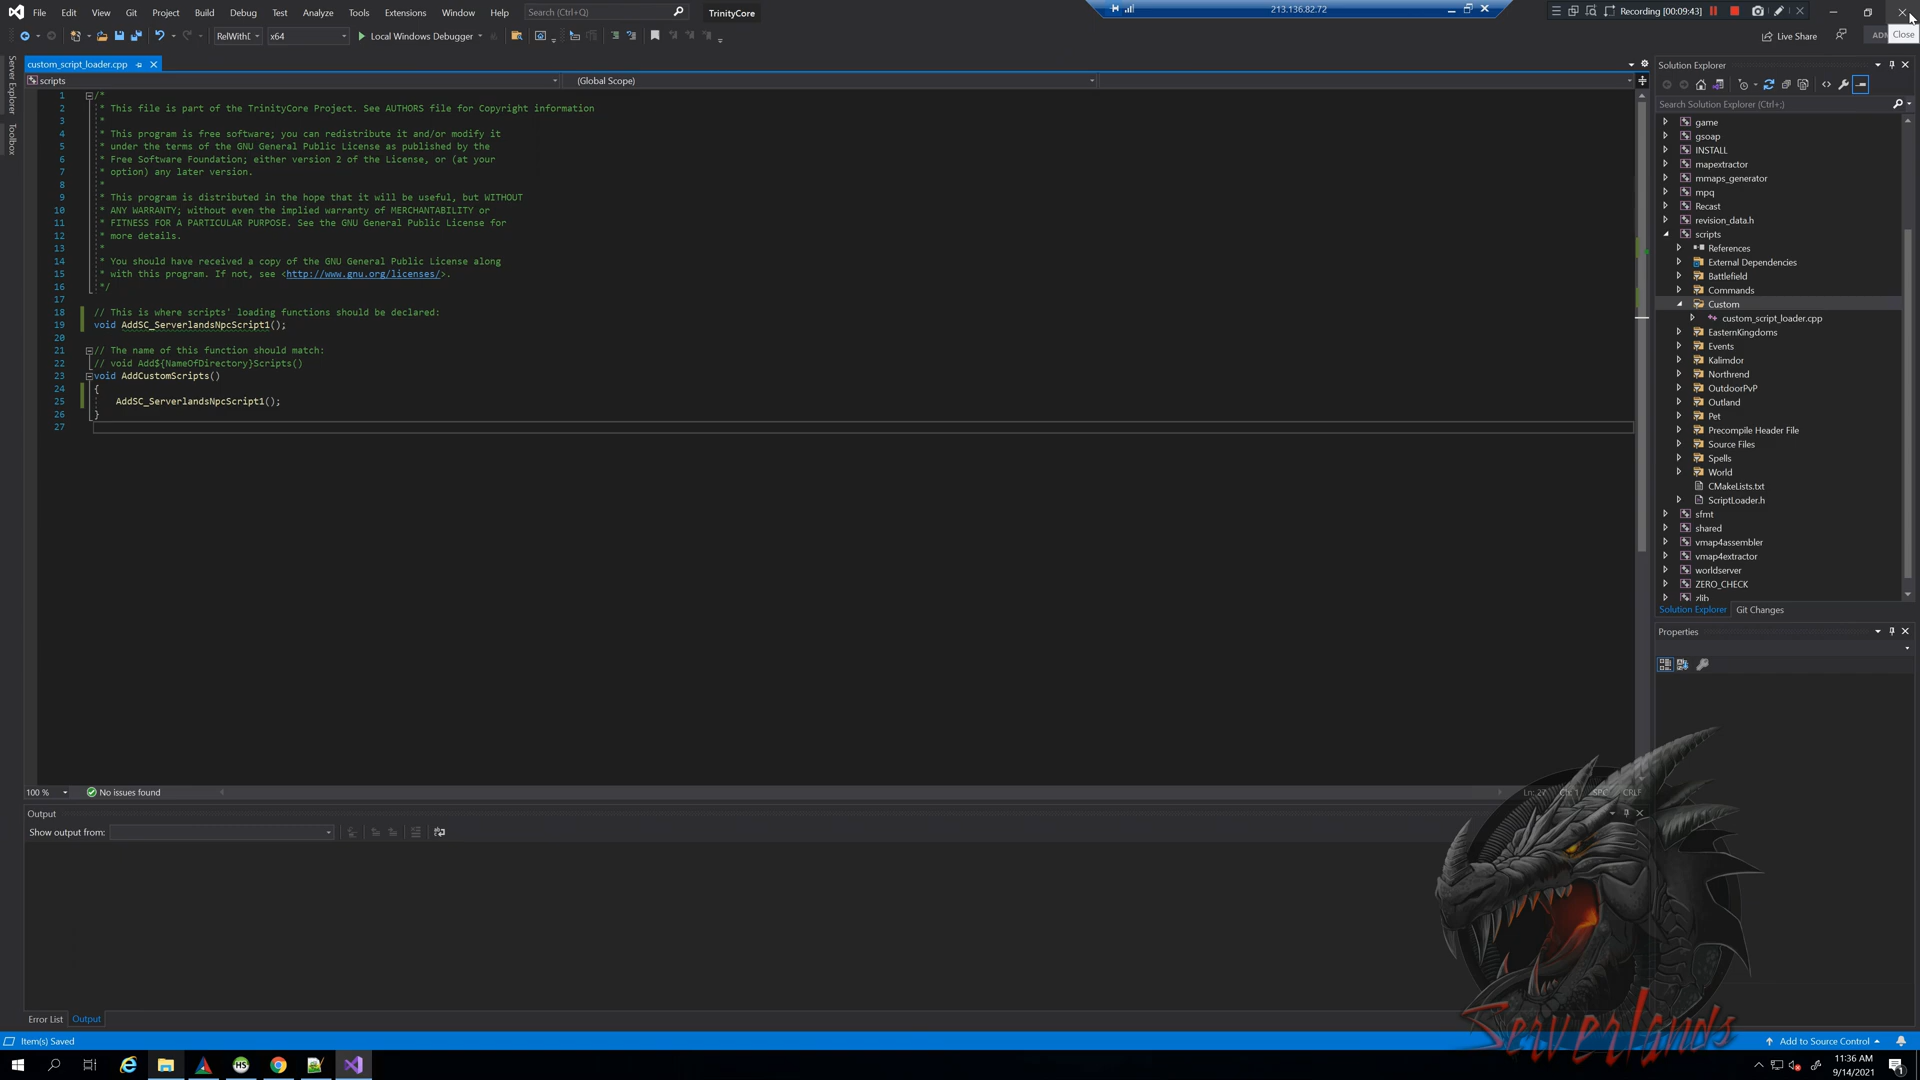 File Edit View Git Project Build Debug Test Analyze Tools Extensions Window Help Search (Ctrl+Q) TrinityCore 213.136.82.72 Recording [00:09:43]
RelWithD x64 Local Windows Debugger Live Share Close
Server Explorer
Toolbox
custom_script_loader.cpp
scripts (Global Scope)
1 /*
2 * This file is part of the TrinityCore Project. See AUTHORS file for Copyright information
3 *
4 * This program is free software; you can redistribute it and/or modify it
5 * under the terms of the GNU General Public License as published by the
6 * Free Software Foundation; either version 2 of the License, or (at your
7 * option) any later version.
8 *
9 * This program is distributed in the hope that it will be useful, but WITHOUT
10 * ANY WARRANTY; without even the implied warranty of MERCHANTABILITY or
11 * FITNESS FOR A PARTICULAR PURPOSE. See the GNU General Public License for
12 * more details.
13 *
14 * You should have received a copy of the GNU General Public License along
15 * with this program. If not, see <http://www.gnu.org/licenses/>.
16 */
17
18 // This is where scripts' loading functions should be declared:
19 void AddSC_ServerlandsNpcScript1();
20
21 // The name of this function should match:
22 // void Add${NameOfDirectory}Scripts()
23 void AddCustomScripts()
24 {
25 AddSC_ServerlandsNpcScript1();
26 }
27
100 % No issues found
Output
Show output from:
Error List Output
Item(s) Saved
Solution Explorer
Search Solution Explorer (Ctrl+;)
game
gsoap
INSTALL
mapextractor
mmaps_generator
mpq
Recast
revision_data.h
scripts
References
External Dependencies
Battlefield
Commands
Custom
custom_script_loader.cpp
EasternKingdoms
Events
Kalimdor
Northrend
OutdoorPvP
Outland
Pet
Precompile Header File
Source Files
Spells
World
CMakeLists.txt
ScriptLoader.h
sfmt
shared
vmap4assembler
vmap4extractor
worldserver
ZERO_CHECK
zlib
Solution Explorer Git Changes
Properties
Serverlands
Add to Source Control
11:36 AM
9/14/2021